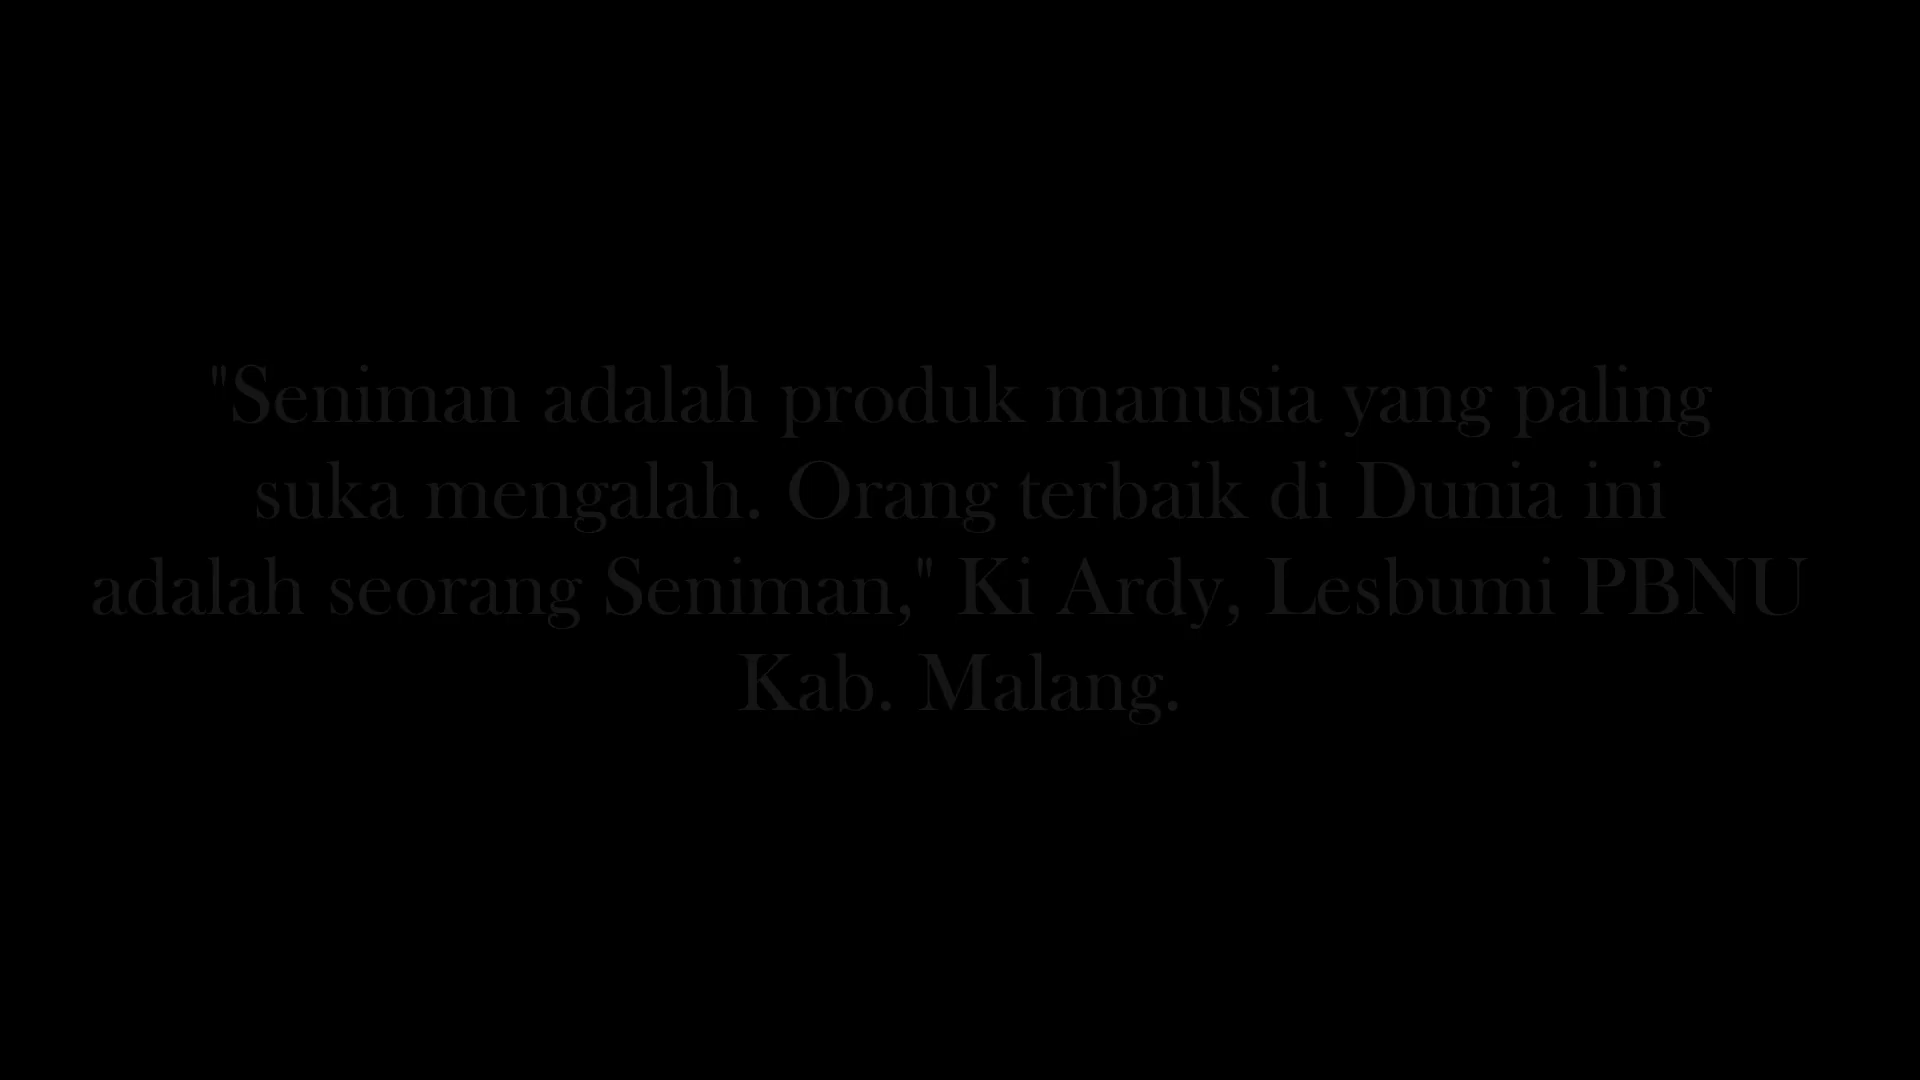 "Seniman adalah produk manusia yang paling
suka mengalah. Orang terbaik di Dunia ini
adalah seorang Seniman," Ki Ardy, Lesbumi PBNU
Kab. Malang.